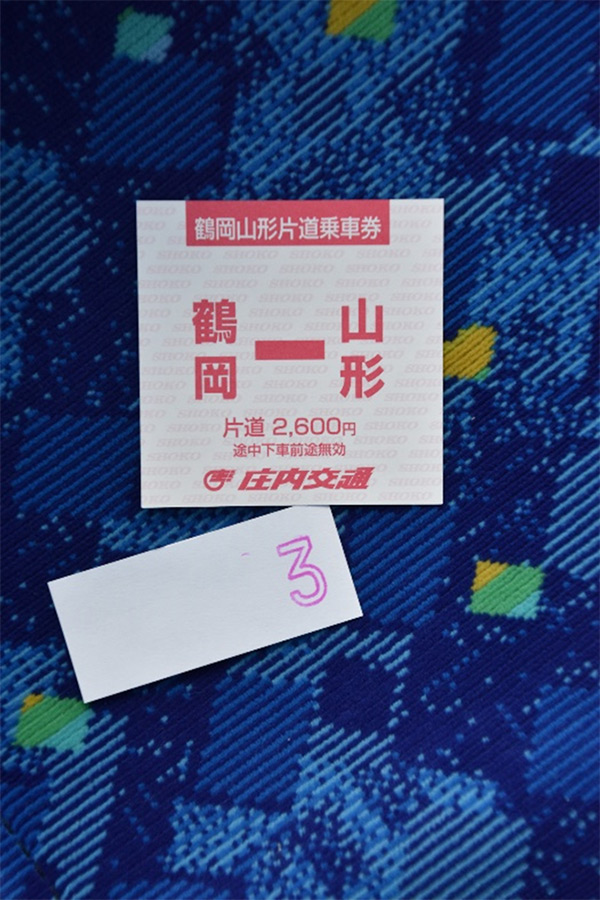 鶴岡山形片道乗車券
鶴岡━山形
片道 2,600円
途中下車前途無効
庄内交通
3